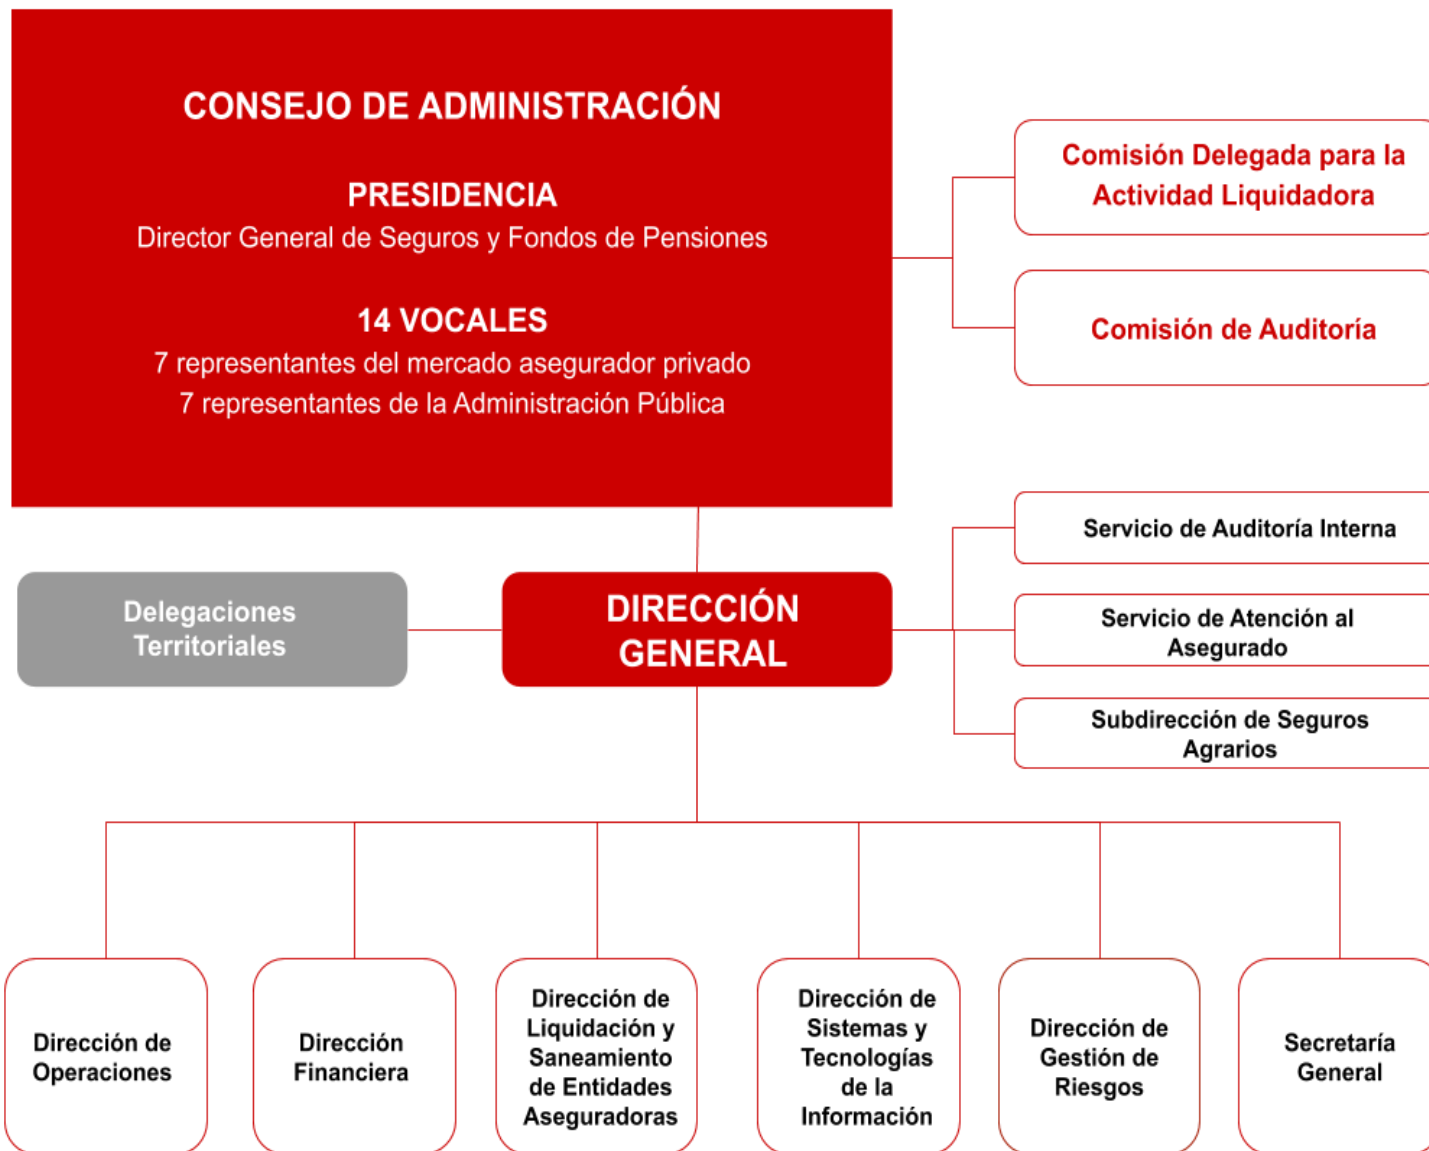 CONSEJO DE ADMINISTRACIÓN
PRESIDENCIA
Director General de Seguros y Fondos de Pensiones
14 VOCALES
7 representantes del mercado asegurador privado
7 representantes de la Administración Pública
Comisión Delegada para la
Actividad Liquidadora
Comisión de Auditoría
Servicio de Auditoría Interna
Servicio de Atención al
Asegurado
Subdirección de Seguros
Agrarios
Delegaciones
Territoriales
DIRECCIÓN
GENERAL
Dirección de
Operaciones
Dirección
Financiera
Dirección de
Liquidación y
Saneamiento
de Entidades
Aseguradoras
Dirección de
Sistemas y
Tecnologías
de la
Información
Dirección de
Gestión de
Riesgos
Secretaría
General